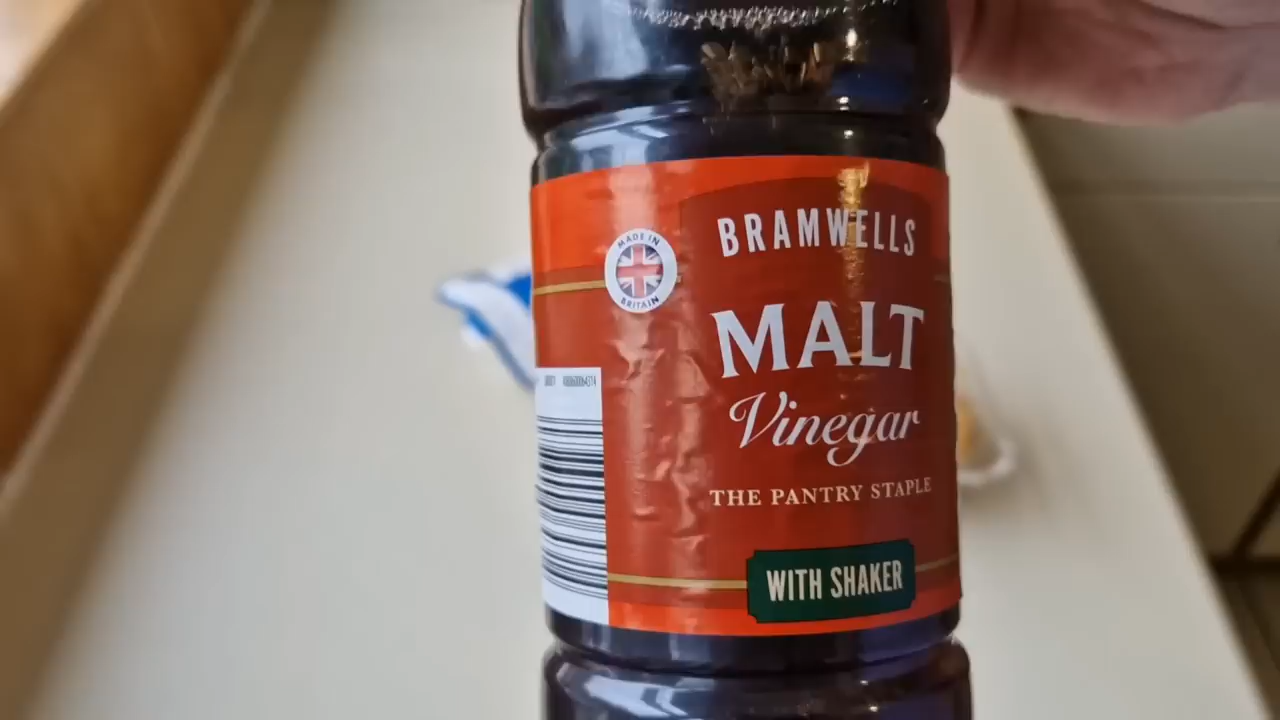 BRAMWELLS
MADE IN
BRITAIN
MALT
Vinegar
THE PANTRY STAPLE
WITH SHAKER